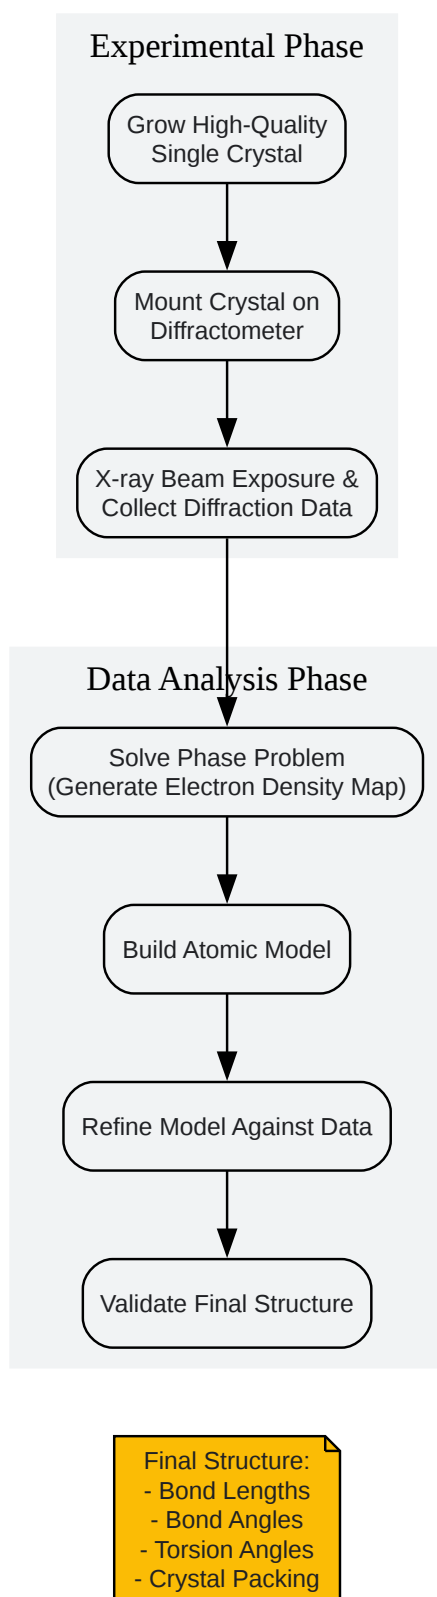 Experimental Phase
Grow High-Quality
Single Crystal
Mount Crystal on
Diffractometer
X-ray Beam Exposure &
Collect Diffraction Data
Data Analysis Phase
Solve Phase Problem
(Generate Electron Density Map)
Build Atomic Model
Refine Model Against Data
Validate Final Structure
Final Structure:
- Bond Lengths
- Bond Angles
- Torsion Angles
- Crystal Packing